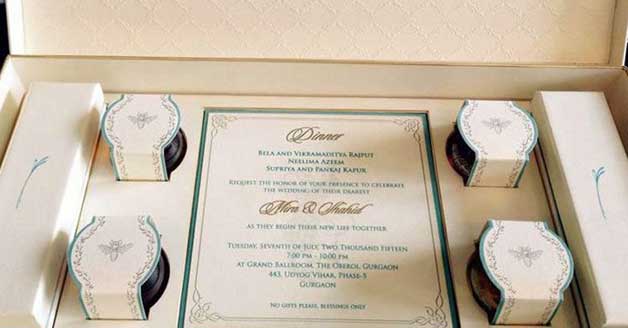 Dinner
Bela and Vikramaditya Rajput
Neelima Azeem
Supriya and Pankaj Kapur
Request the honor of your presence to celebrate
the wedding of their dearest
Mira & Shahid
as they begin their new life together
Tuesday, Seventh of July, Two Thousand Fifteen
7:00 pm - 10:00 pm
at Grand Ballroom, The Oberoi, Gurgaon
443, Udyog Vihar, Phase-5
Gurgaon
No gifts please, blessings only